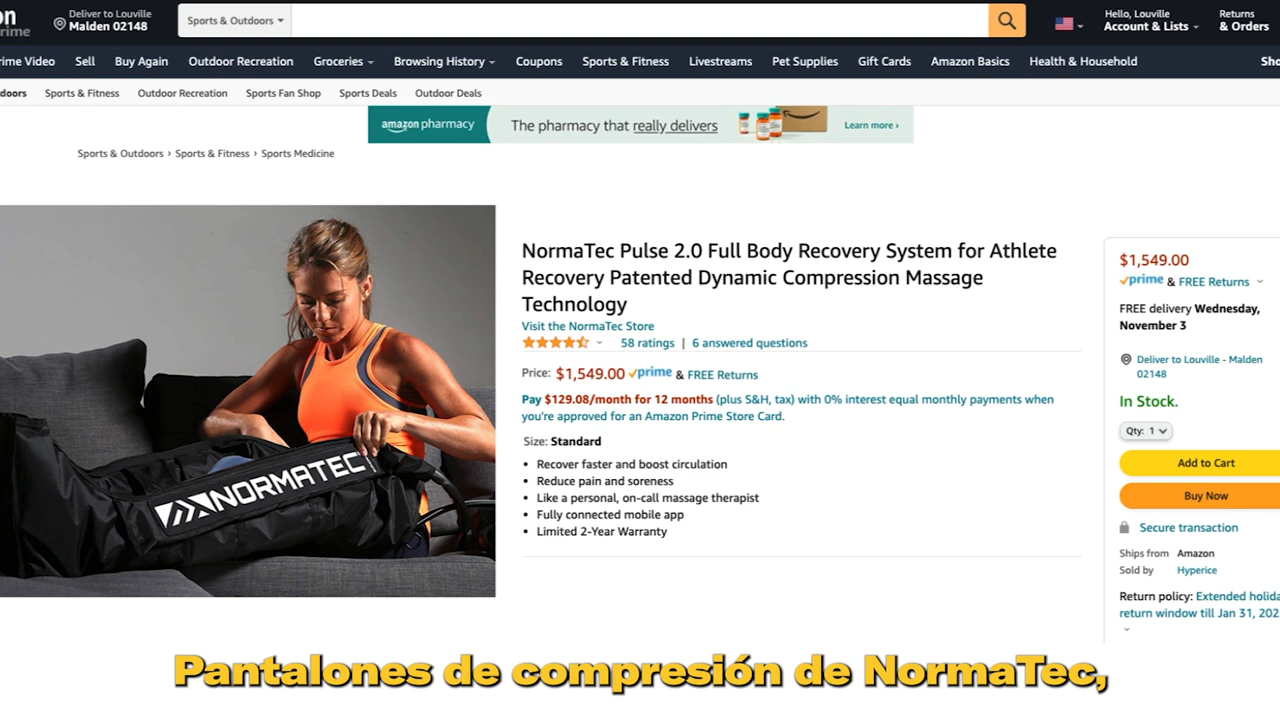 on
rime
Deliver to Louville
Malden 02148
Sports & Outdoors
Hello, Louville
Account & Lists
Returns
& Orders
rime Video Sell Buy Again Outdoor Recreation Groceries Browsing History Coupons Sports & Fitness Livestreams Pet Supplies Gift Cards Amazon Basics Health & Household Sho
doors Sports & Fitness Outdoor Recreation Sports Fan Shop Sports Deals Outdoor Deals
amazon pharmacy The pharmacy that really delivers Learn more ›
Sports & Outdoors › Sports & Fitness › Sports Medicine
NORMATEC
NormaTec Pulse 2.0 Full Body Recovery System for Athlete
Recovery Patented Dynamic Compression Massage
Technology
Visit the NormaTec Store
58 ratings | 6 answered questions
Price: $1,549.00 prime & FREE Returns
Pay $129.08/month for 12 months (plus S&H, tax) with 0% interest equal monthly payments when
you're approved for an Amazon Prime Store Card.
Size: Standard
• Recover faster and boost circulation
• Reduce pain and soreness
• Like a personal, on-call massage therapist
• Fully connected mobile app
• Limited 2-Year Warranty
$1,549.00
prime & FREE Returns
FREE delivery Wednesday,
November 3
Deliver to Louville - Malden
02148
In Stock.
Qty: 1
Add to Cart
Buy Now
Secure transaction
Ships from Amazon
Sold by Hyperice
Return policy: Extended holida
return window till Jan 31, 202
Pantalones de compresión de NormaTec,